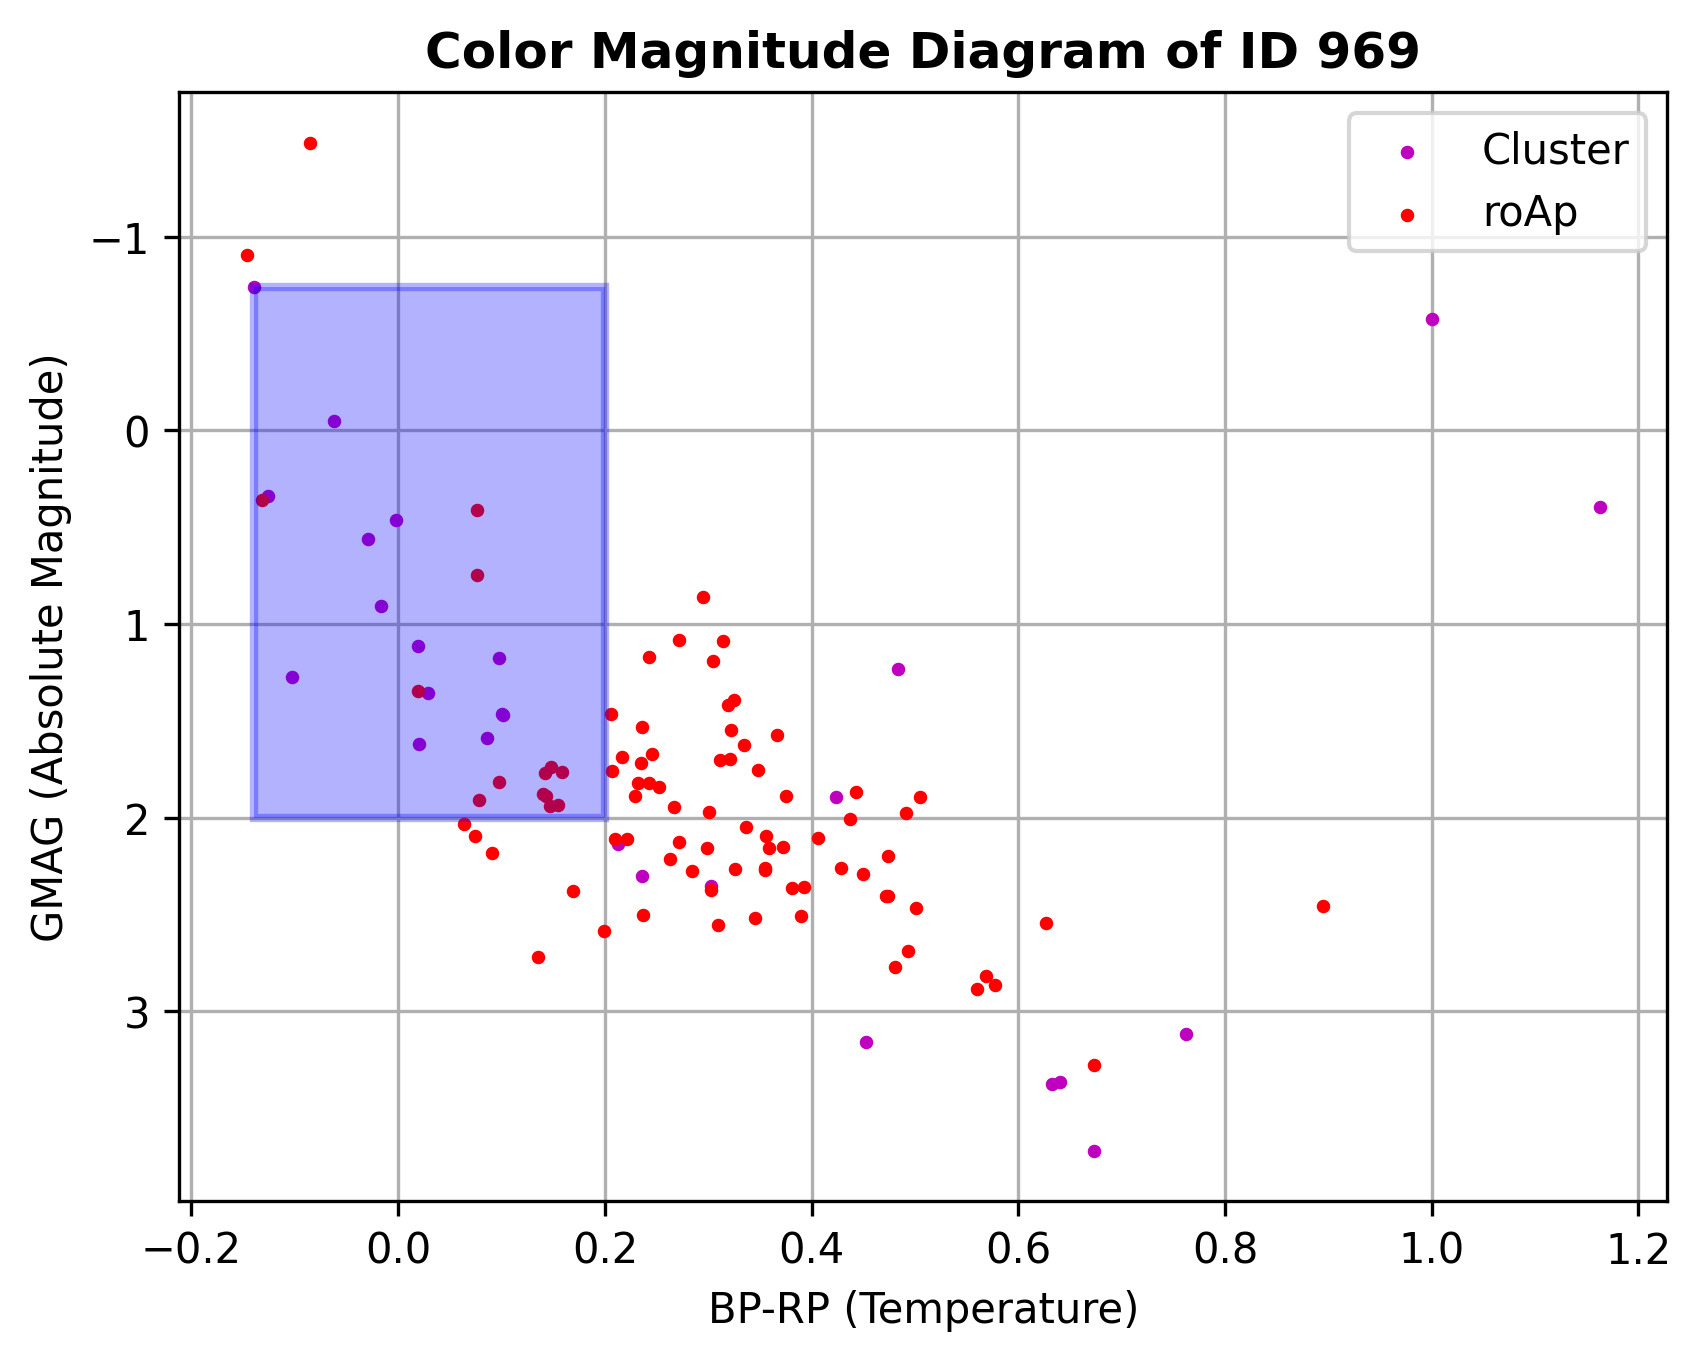 Color Magnitude Diagram of ID 969
Cluster
roAp
−1
0
1
2
3
GMAG (Absolute Magnitude)
−0.2 0.0 0.2 0.4 0.6 0.8 1.0 1.2
BP-RP (Temperature)